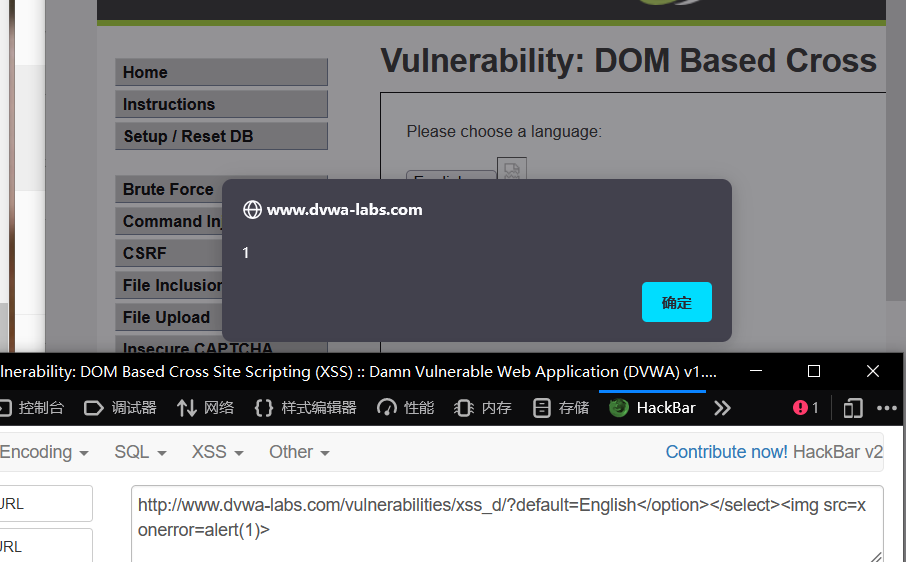 Vulnerability: DOM Based Cross
Home
Instructions
Setup / Reset DB
Please choose a language:
Brute Force
CSRF
File Inclusion
File Upload
Insecure CAPTCHA
www.dvwa-labs.com
1
确定
lnerability: DOM Based Cross Site Scripting (XSS) :: Damn Vulnerable Web Application (DVWA) v1....
控制台
调试器
网络
样式编辑器
性能
内存
存储
HackBar
1
Encoding
SQL
XSS
Other
Contribute now! HackBar v2
URL
URL
http://www.dvwa-labs.com/vulnerabilities/xss_d/?default=English</option></select><img src=x
onerror=alert(1)>